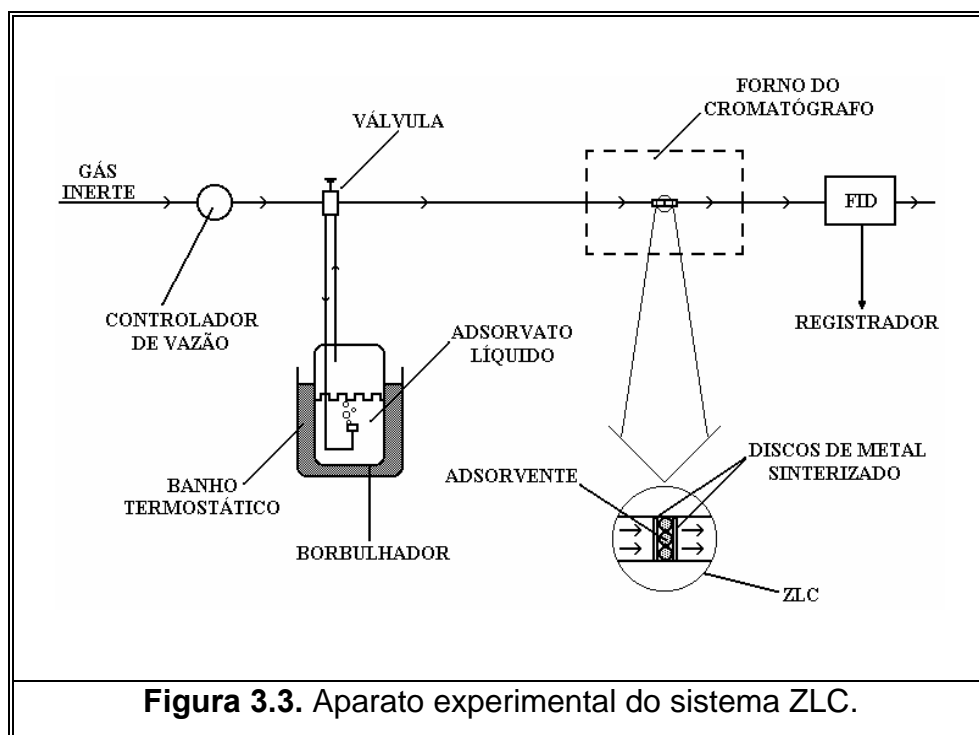 FORNO DO
CROMATÓGRAFO
VÁLVULA
GÁS
INERTE
FID
CONTROLADOR
DE VAZÃO
ADSORVATO
LÍQUIDO
REGISTRADOR
DISCOS DE METAL
SINTERIZADO
ADSORVENTE
BANHO
TERMOSTÁTICO
BORBULHADOR
ZLC
Figura 3.3. Aparato experimental do sistema ZLC.